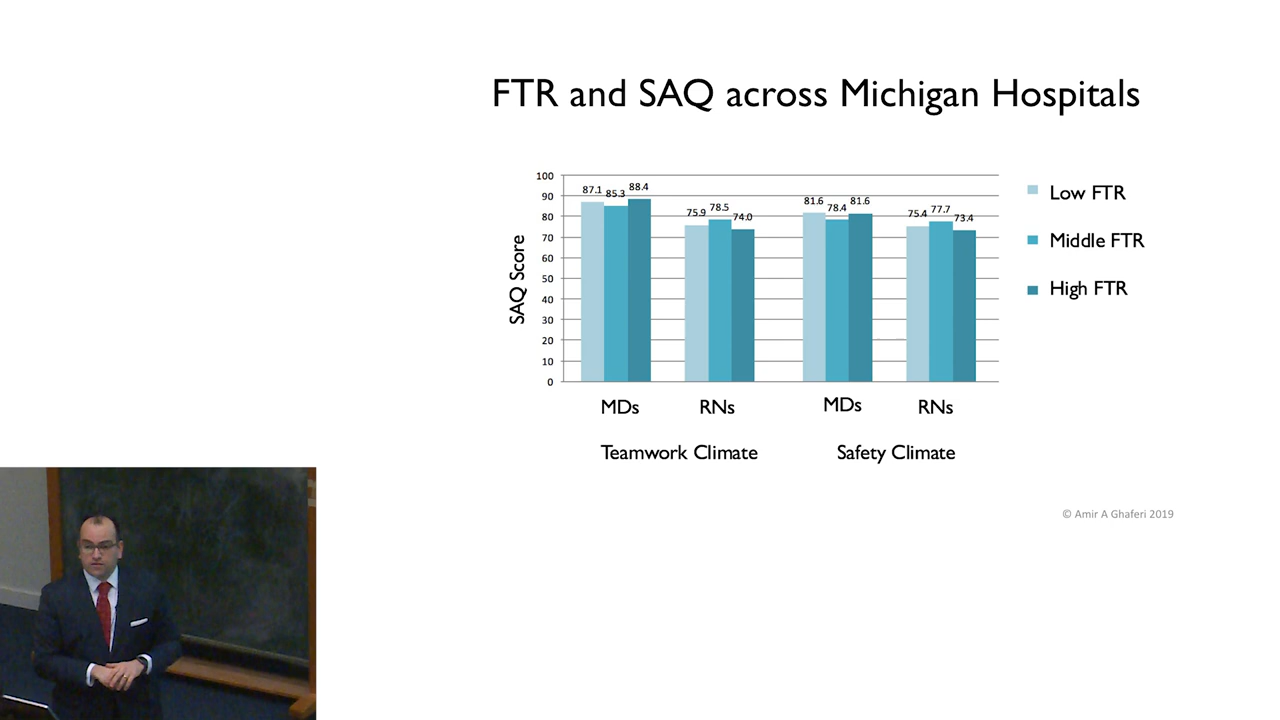 FTR and SAQ across Michigan Hospitals
SAQ Score
100
90
80
70
60
50
40
30
20
10
0
87.1 85.3 88.4
75.9 78.5 74.0
81.6 78.4 81.6
75.4 77.7 73.4
MDs RNs MDs RNs
Teamwork Climate Safety Climate
Low FTR
Middle FTR
High FTR
© Amir A Ghaferi 2019